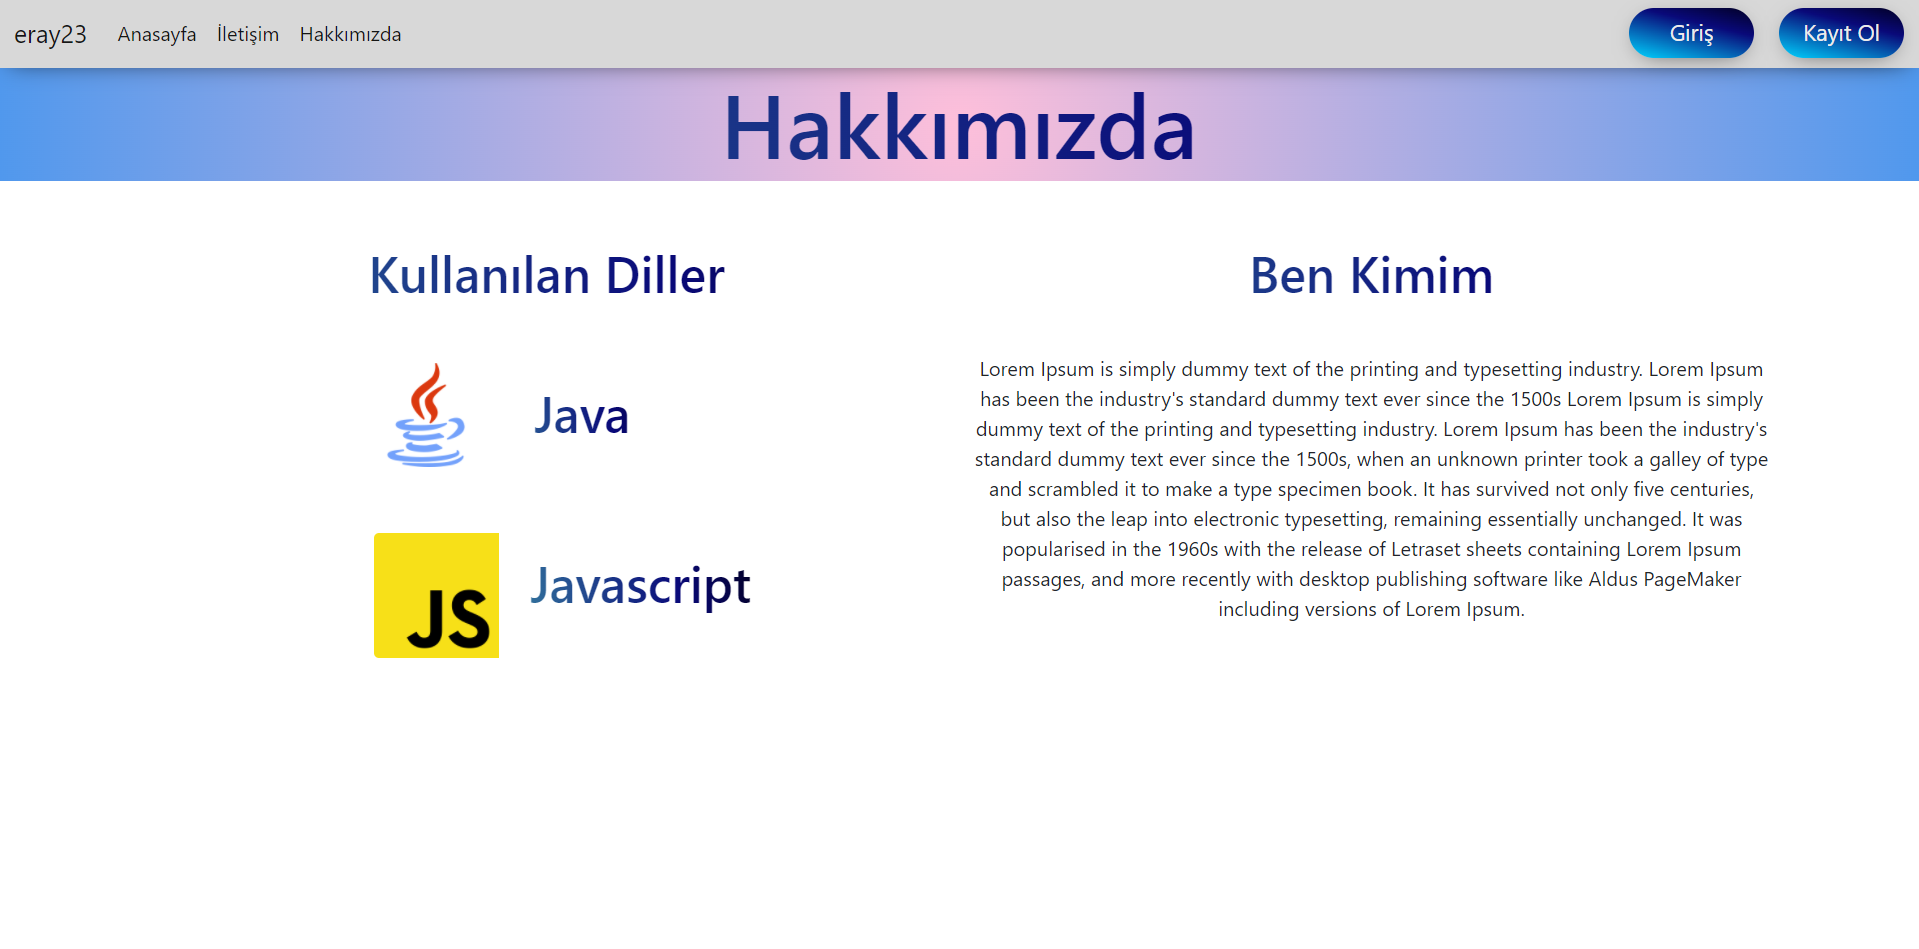 eray23 Anasayfa İletişim Hakkımızda Giriş Kayıt Ol
Hakkımızda
Kullanılan Diller
Java
JS Javascript
Ben Kimim
Lorem Ipsum is simply dummy text of the printing and typesetting industry. Lorem Ipsum
has been the industry's standard dummy text ever since the 1500s Lorem Ipsum is simply
dummy text of the printing and typesetting industry. Lorem Ipsum has been the industry's
standard dummy text ever since the 1500s, when an unknown printer took a galley of type
and scrambled it to make a type specimen book. It has survived not only five centuries,
but also the leap into electronic typesetting, remaining essentially unchanged. It was
popularised in the 1960s with the release of Letraset sheets containing Lorem Ipsum
passages, and more recently with desktop publishing software like Aldus PageMaker
including versions of Lorem Ipsum.